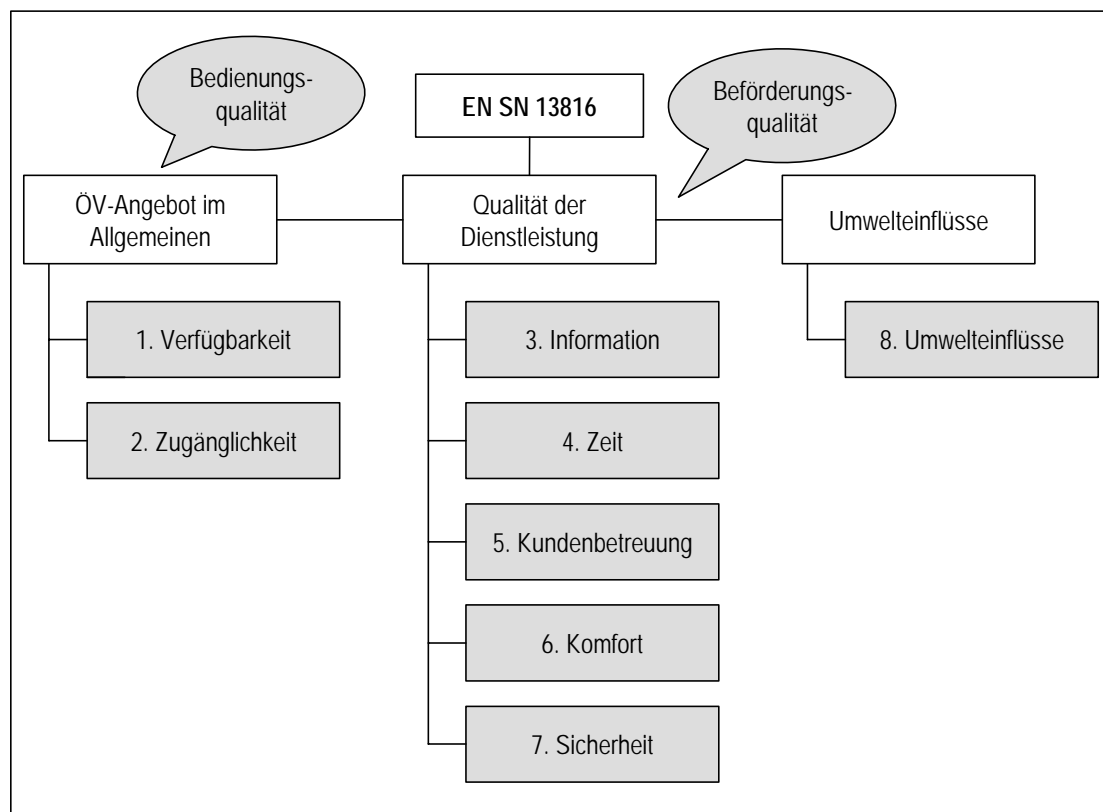 Bedienungs-
qualität
EN SN 13816
Beförderungs-
qualität
ÖV-Angebot im
Allgemeinen
Qualität der
Dienstleistung
Umwelteinflüsse
1. Verfügbarkeit
2. Zugänglichkeit
3. Information
4. Zeit
5. Kundenbetreuung
6. Komfort
7. Sicherheit
8. Umwelteinflüsse